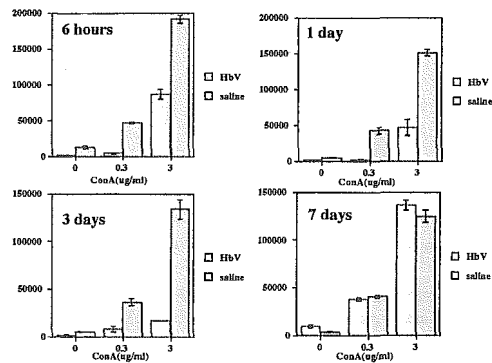 6 hours
200000
150000
100000
50000
0
0 0.3 3
ConA(ug/ml)
HbV
saline
1 day
200000
150000
100000
50000
0
0 0.3 3
ConA(ug/ml)
HbV
saline
3 days
200000
150000
100000
50000
0
0 0.3 3
ConA(ug/ml)
HbV
saline
7 days
200000
150000
100000
50000
0
0 0.3 3
ConA(ug/ml)
HbV
saline